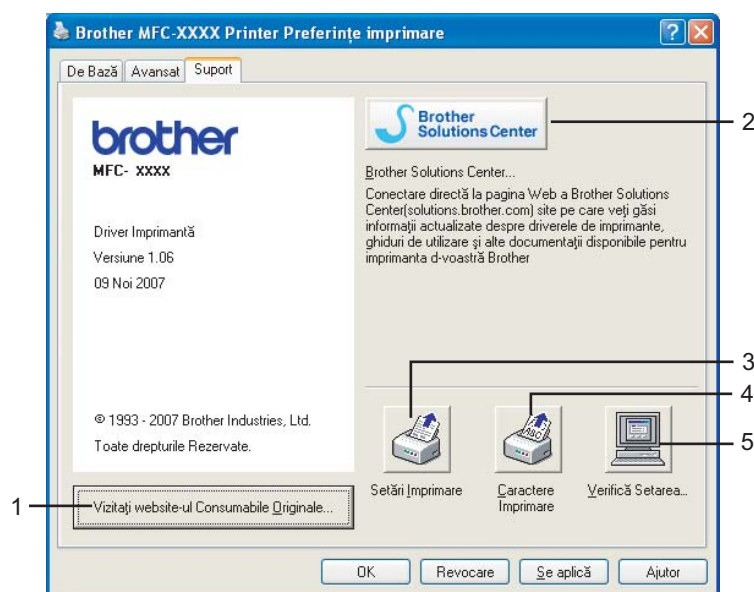 Brother MFC-XXXX Printer Preferințe imprimare
De Bază Avansat Suport
brother
MFC- XXXX
Driver Imprimantă
Versiune 1.06
09 Noi 2007
© 1993 - 2007 Brother Industries, Ltd.
Toate drepturile Rezervate.
1
Vizitați website-ul Consumabile Originale...
Brother
Solutions Center
2
Brother Solutions Center...
Conectare directă la pagina Web a Brother Solutions
Center(solutions.brother.com) site pe care veți găsi
informații actualizate despre driverele de imprimante,
ghiduri de utilizare și alte documentații disponibile pentru
imprimanta d-voastră Brother
3
4
ABC
5
Setări Imprimare
Caractere
Imprimare
Verifică Setarea...
OK Revocare Se aplică Ajutor